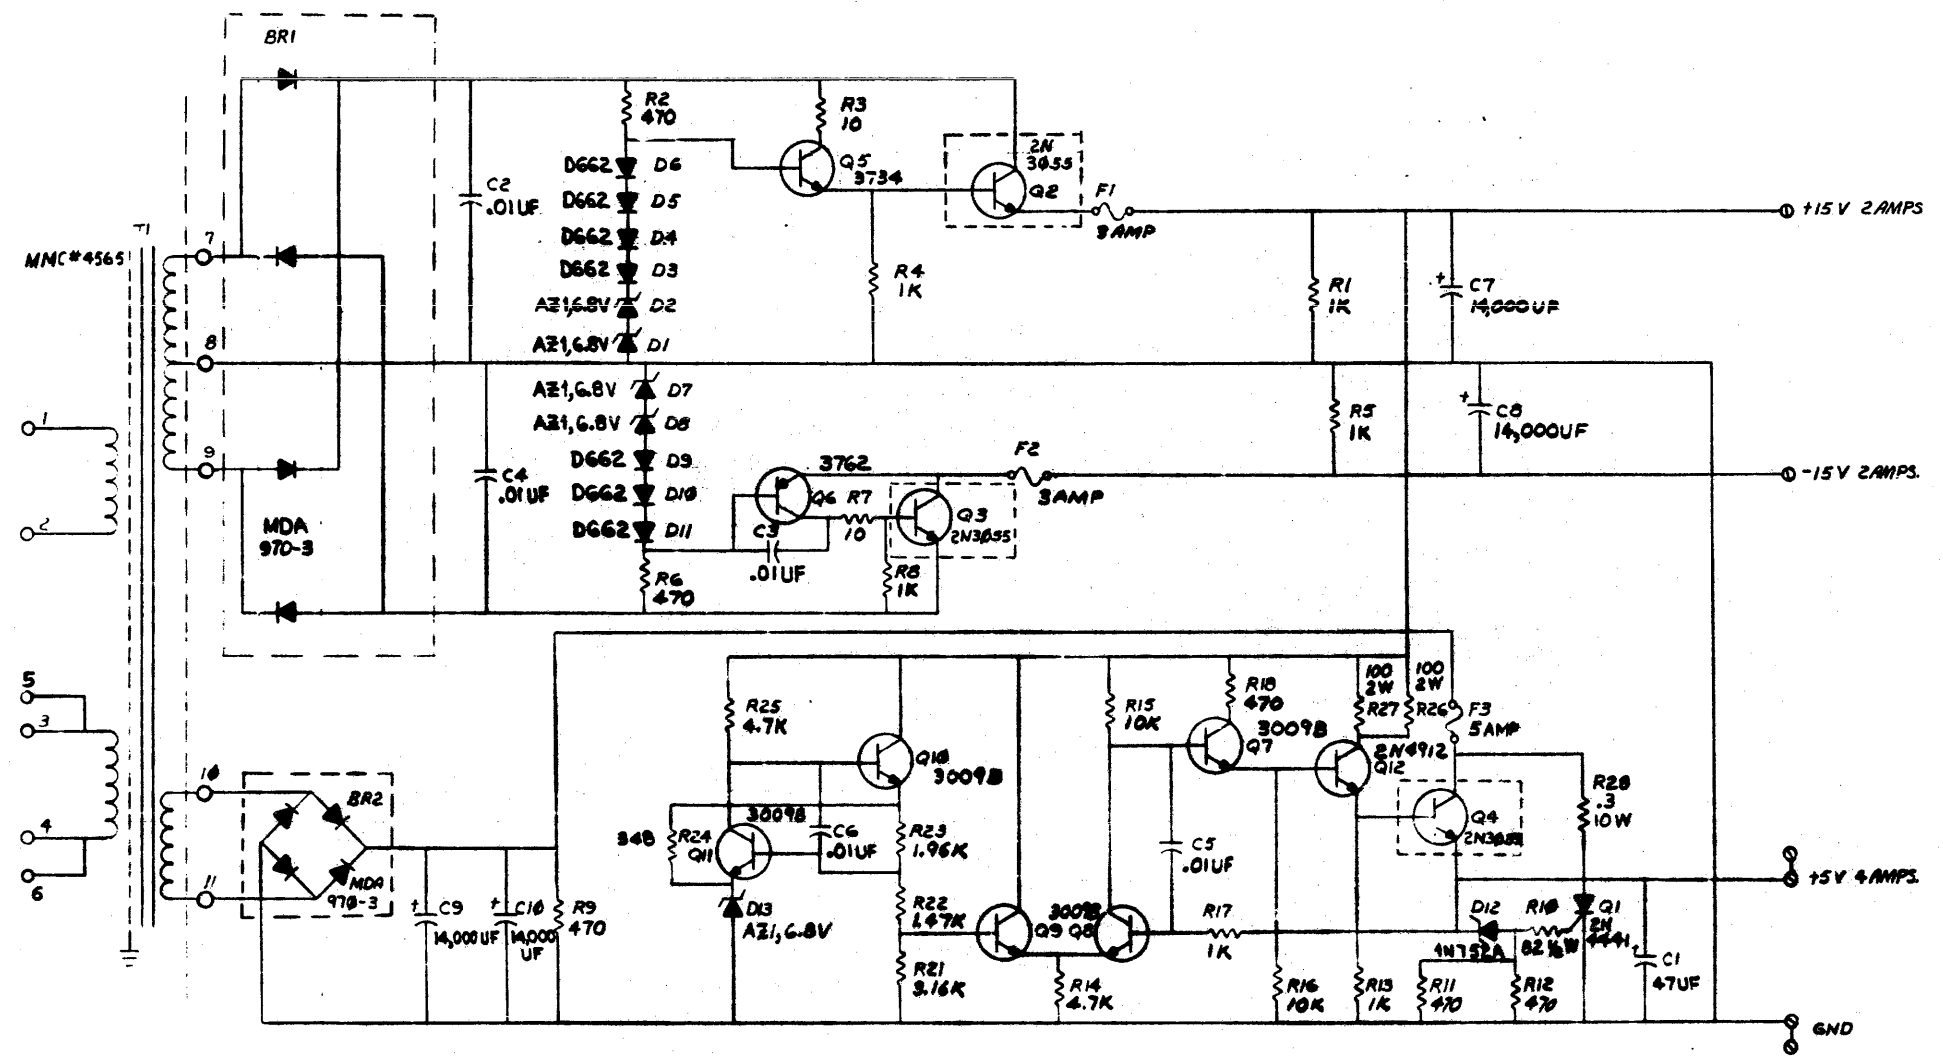 BR1
MMC#4565
T1
7
8
9
1
2
5
3
4
6
10
11
MDA
970-3
BR2
MDA
970-3
C2
.01UF
C4
.01UF
R2
470
D662 D6
D662 D5
D662 D4
D662 D3
AZ1,6.8V D2
AZ1,6.8V D1
AZ1,6.8V D7
AZ1,6.8V D8
D662 D9
D662 D10
D662 D11
R6
470
R3
10
Q5
3734
R4
1K
2N
3055
Q2
F1
3AMP
R1
1K
C7
14,000UF
+15V 2AMPS
3762
Q6
R7
10
C3
.01UF
R8
1K
Q3
2N3055
F2
3AMP
R5
1K
C8
14,000UF
-15V 2AMPS.
C9
14,000UF
C10
14,000
UF
R9
470
R25
4.7K
Q10
3009B
348
R24
3009B
Q11
C6
.01UF
D13
AZ1,6.8V
R23
1.96K
R22
1.47K
R21
3.16K
3009B
Q9 Q8
R14
4.7K
R15
10K
C5
.01UF
R17
1K
R18
470
3009B
Q7
R16
10K
100
2W
R27
100
2W
R26
2N4912
Q12
R13
1K
F3
5AMP
Q4
2N3055
R28
.3
10W
D12
1N752A
R10
82 ½W
Q1
2N
4441
R11
470
R12
470
C1
47UF
+5V 4AMPS.
GND